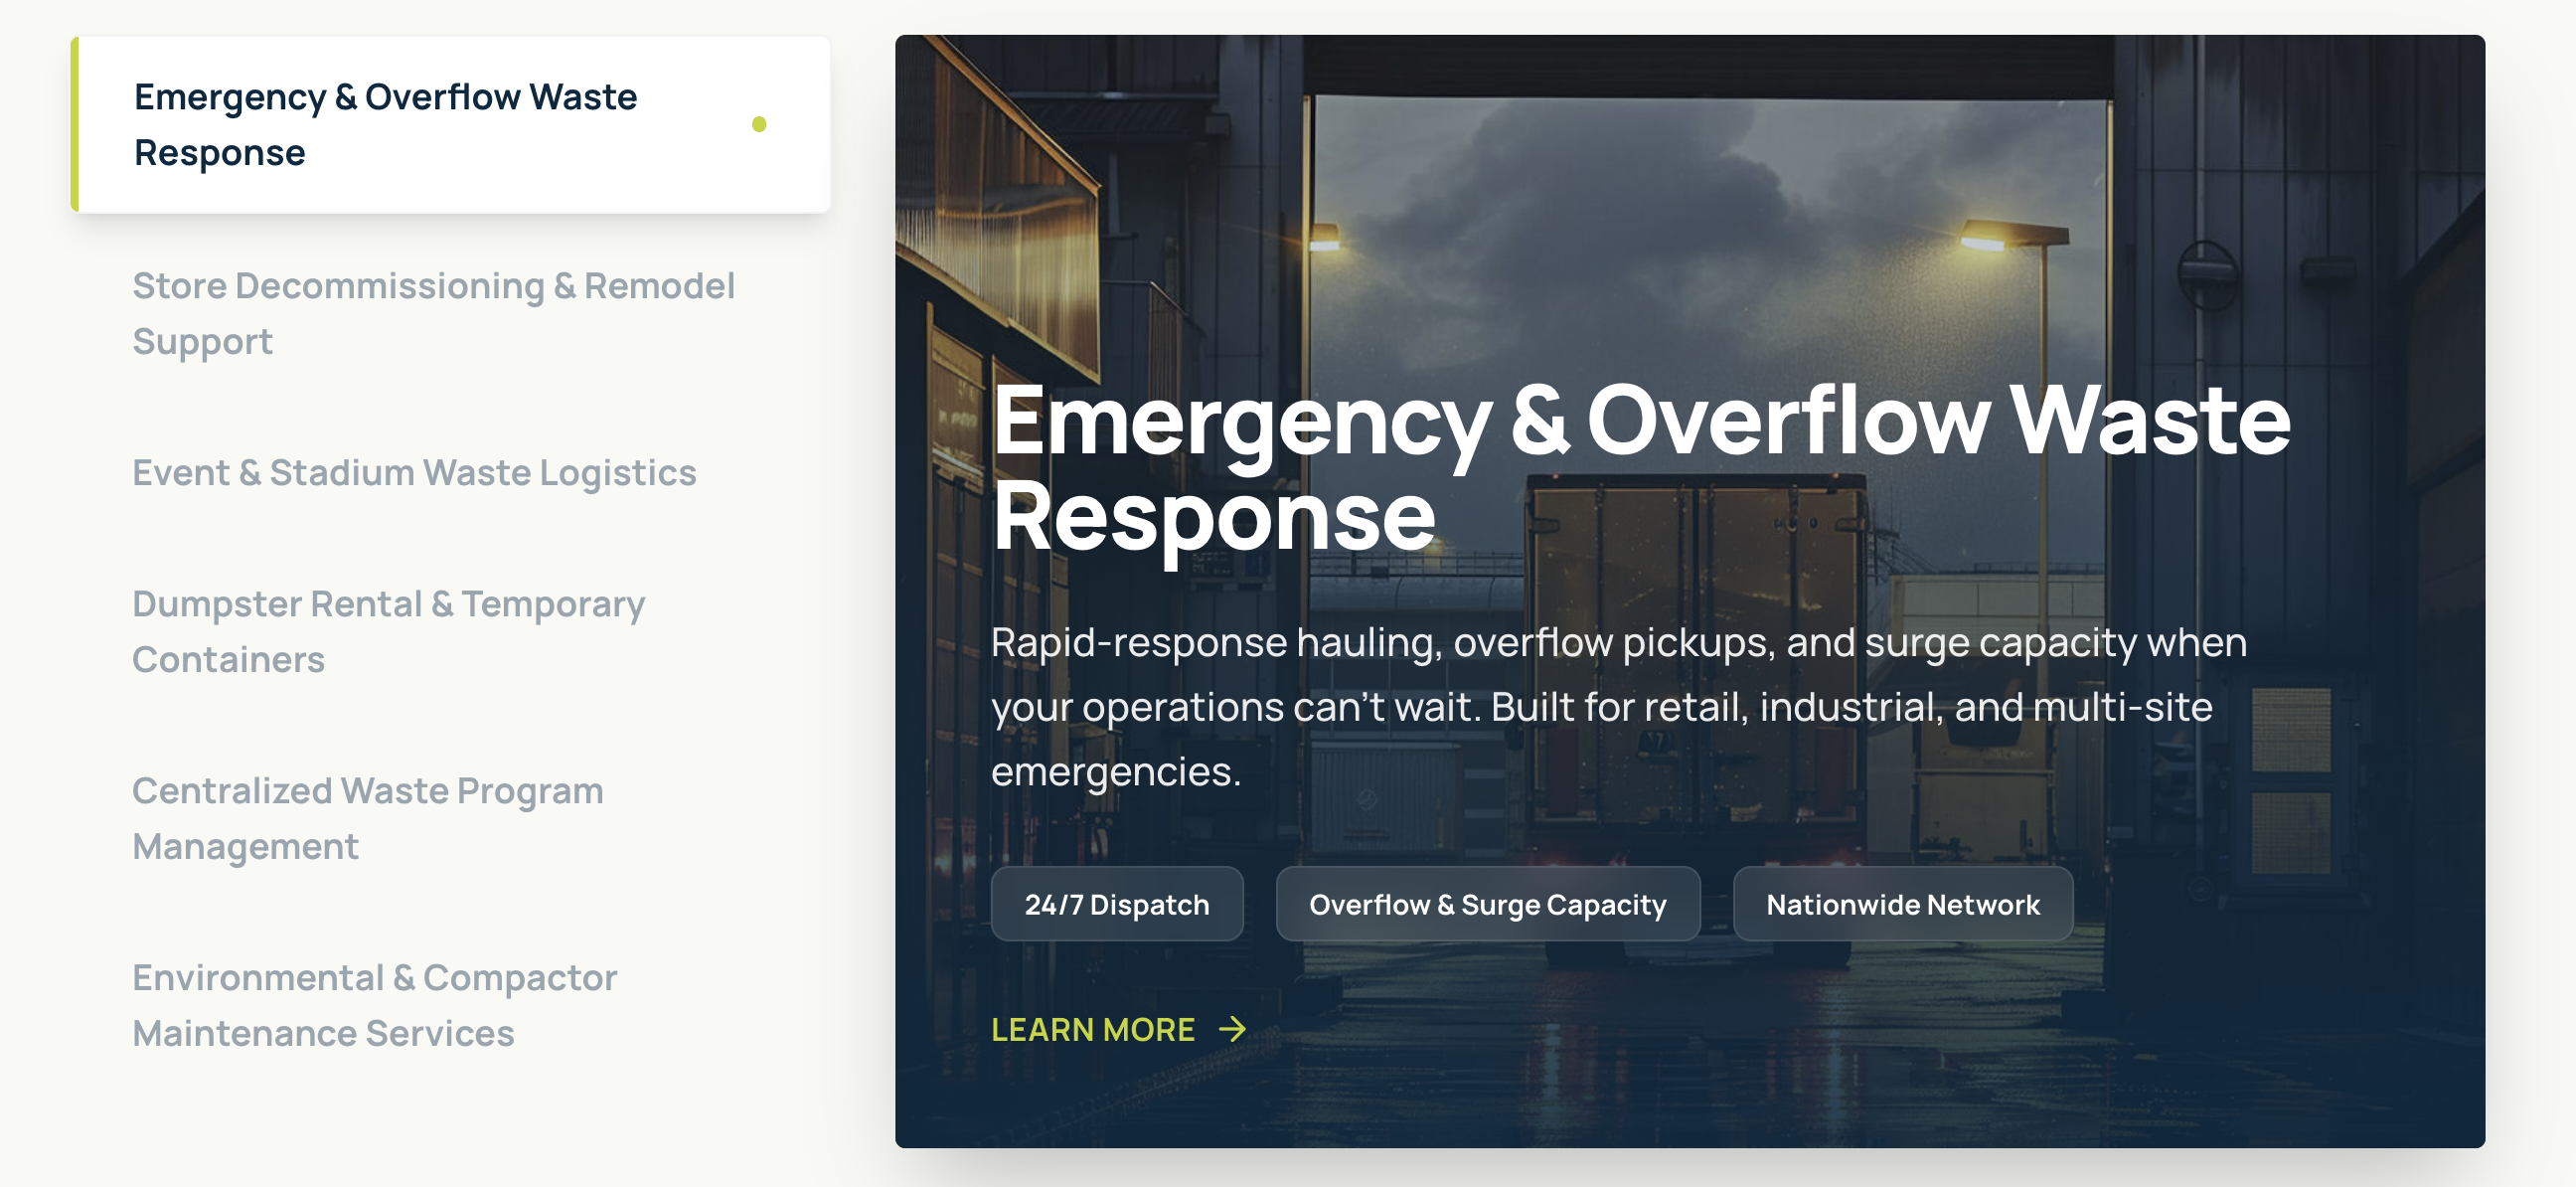 Emergency & Overflow Waste
Response
Store Decommissioning & Remodel
Support
Event & Stadium Waste Logistics
Dumpster Rental & Temporary
Containers
Centralized Waste Program
Management
Environmental & Compactor
Maintenance Services
Emergency & Overflow Waste
Response
Rapid-response hauling, overflow pickups, and surge capacity when
your operations can’t wait. Built for retail, industrial, and multi-site
emergencies.
24/7 Dispatch
Overflow & Surge Capacity
Nationwide Network
LEARN MORE →